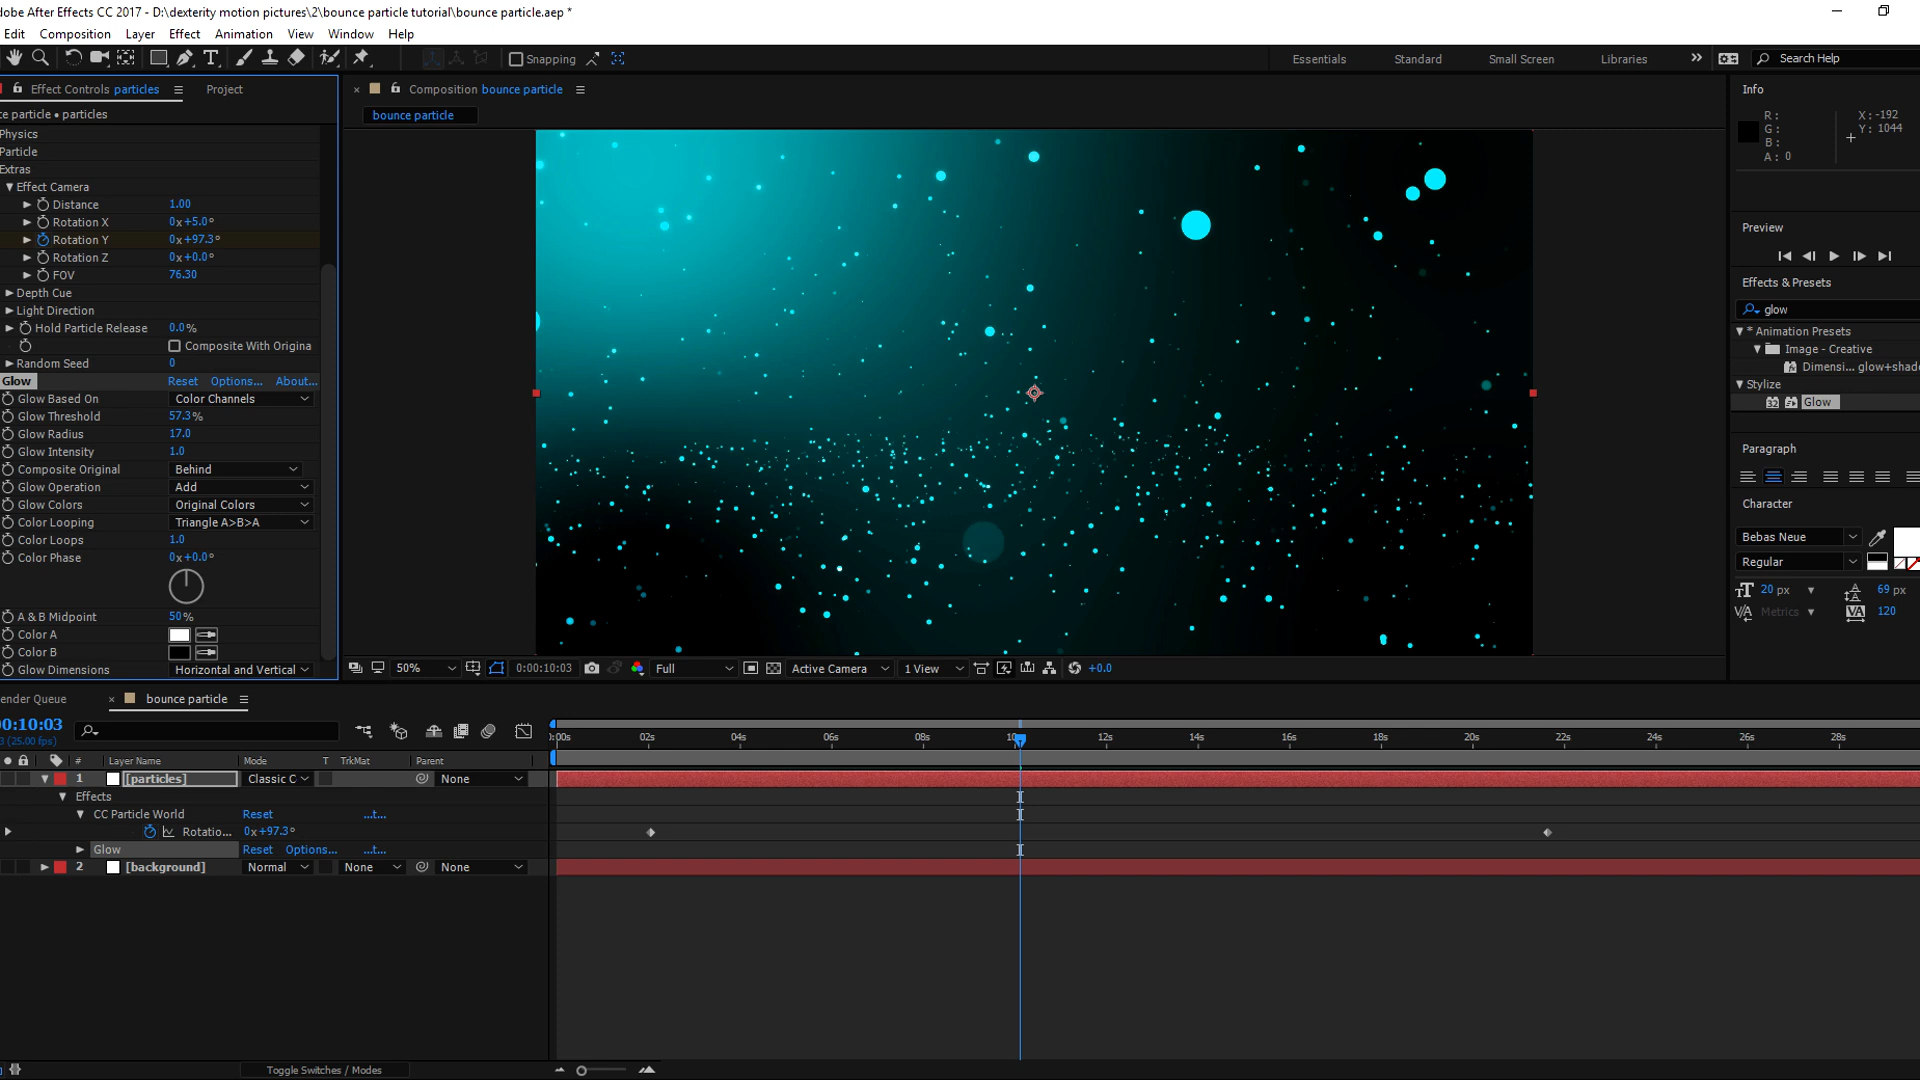 dobe After Effects CC 2017 - D:\dexterity motion pictures\2\bounce particle tutorial\bounce particle.aep *
Edit Composition Layer Effect Animation View Window Help
Snapping Essentials Standard Small Screen Libraries Search Help
Effect Controls particles Project
ce particle • particles
Physics
Particle
Extras
Effect Camera
Distance 1.00
Rotation X 0x+5.0°
Rotation Y 0x+97.3°
Rotation Z 0x+0.0°
FOV 76.30
Depth Cue
Light Direction
Hold Particle Release 0.0%
Composite With Origina
Random Seed 0
Glow Reset Options... About...
Glow Based On Color Channels
Glow Threshold 57.3%
Glow Radius 17.0
Glow Intensity 1.0
Composite Original Behind
Glow Operation Add
Glow Colors Original Colors
Color Looping Triangle A>B>A
Color Loops 1.0
Color Phase 0x+0.0°
A & B Midpoint 50%
Color A
Color B
Glow Dimensions Horizontal and Vertical
Composition bounce particle
bounce particle
50% 0:00:10:03 Full Active Camera 1 View +0.0
Info
R: X: -192
G: Y: 1044
B:
A: 0
Preview
Effects & Presets
glow
* Animation Presets
Image - Creative
Dimensi... glow+shade
Stylize
32 Glow
Paragraph
Character
Bebas Neue
Regular
20 px 69 px
Metrics 120
ender Queue bounce particle
00:10:03
3 (25.00 fps)
:00s 02s 04s 06s 08s 10s 12s 14s 16s 18s 20s 22s 24s 26s 28s
# Layer Name Mode T TrkMat Parent
1 [particles] Classic C None
Effects
CC Particle World Reset ...t...
Rotatio... 0x+97.3°
Glow Reset Options... ...t...
2 [background] Normal None None
Toggle Switches / Modes